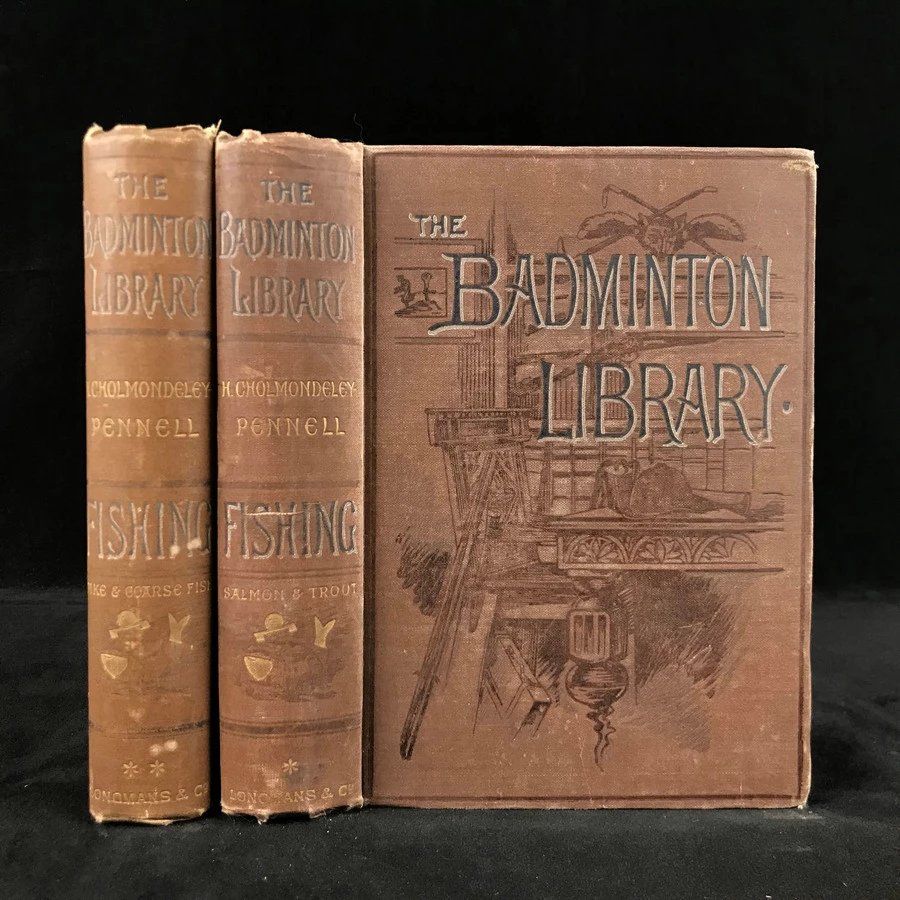 THE
BADMINTON
LIBRARY
H. CHOLMONDELEY-
PENNELL
FISHING
PIKE & COARSE FISH
* *
LONGMANS & Co
THE
BADMINTON
LIBRARY
H. CHOLMONDELEY-
PENNELL
FISHING
SALMON & TROUT
*
LONGMANS & Co
THE
BADMINTON
LIBRARY.